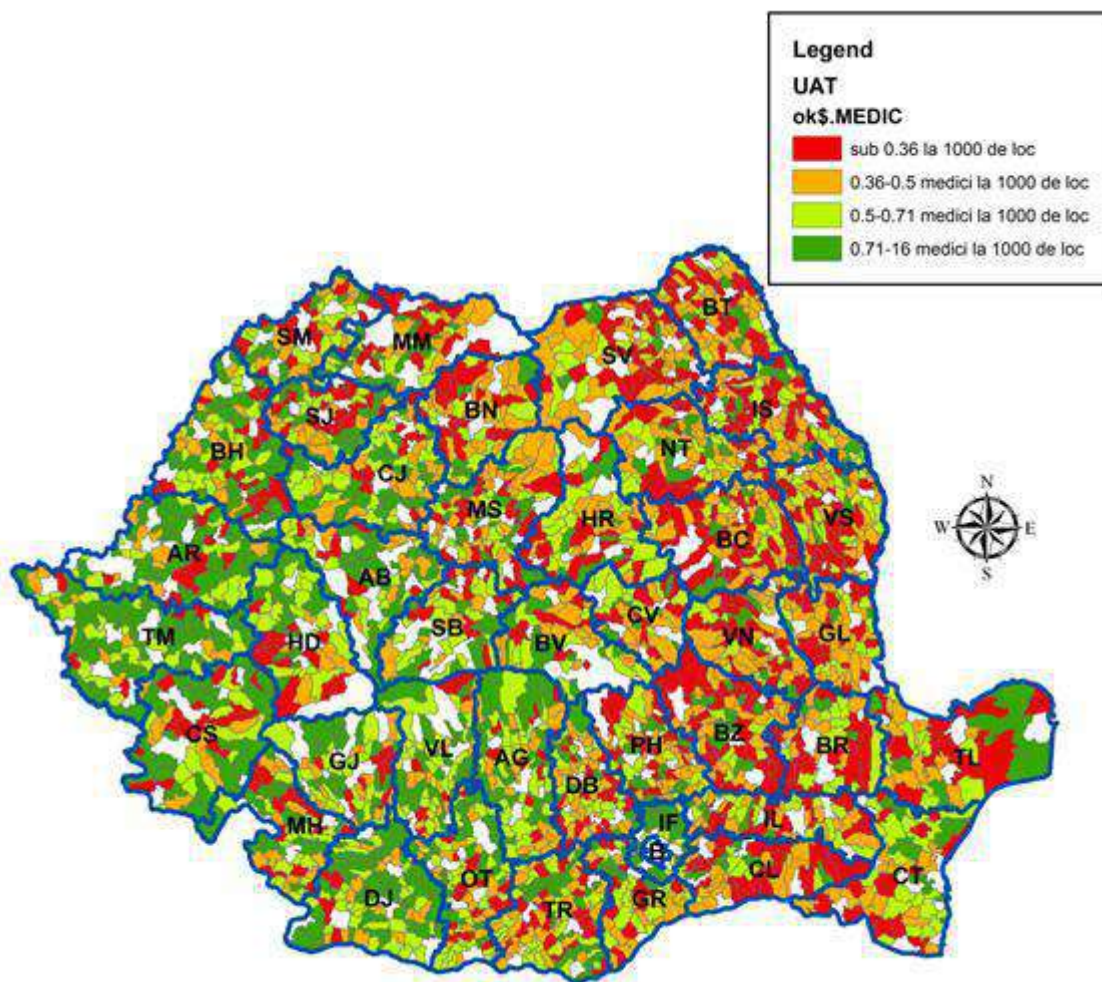 Legend
UAT
ok$.MEDIC
sub 0.36 la 1000 de loc
0.36-0.5 medici la 1000 de loc
0.5-0.71 medici la 1000 de loc
0.71-16 medici la 1000 de loc
BT
SM
MM
SV
SJ
BN
IS
BH
NT
CJ
MS
HR
BC
VS
N
W
E
S
AR
AB
TM
HD
SB
BV
CV
VN
GL
CS
GJ
VL
AG
DB
PH
BZ
BR
TL
MH
IF
IL
B
DJ
OT
TR
GR
CL
CT